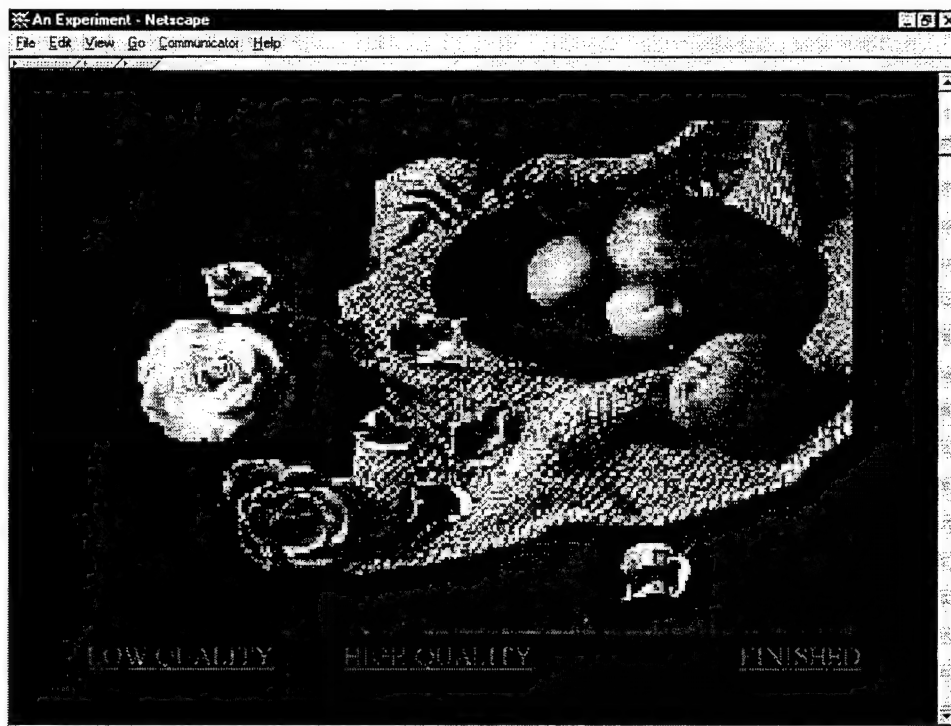 An Experiment - Netscape
File Edit View Go Communicator Help
LOW QUALITY HIGH QUALITY FINISHED